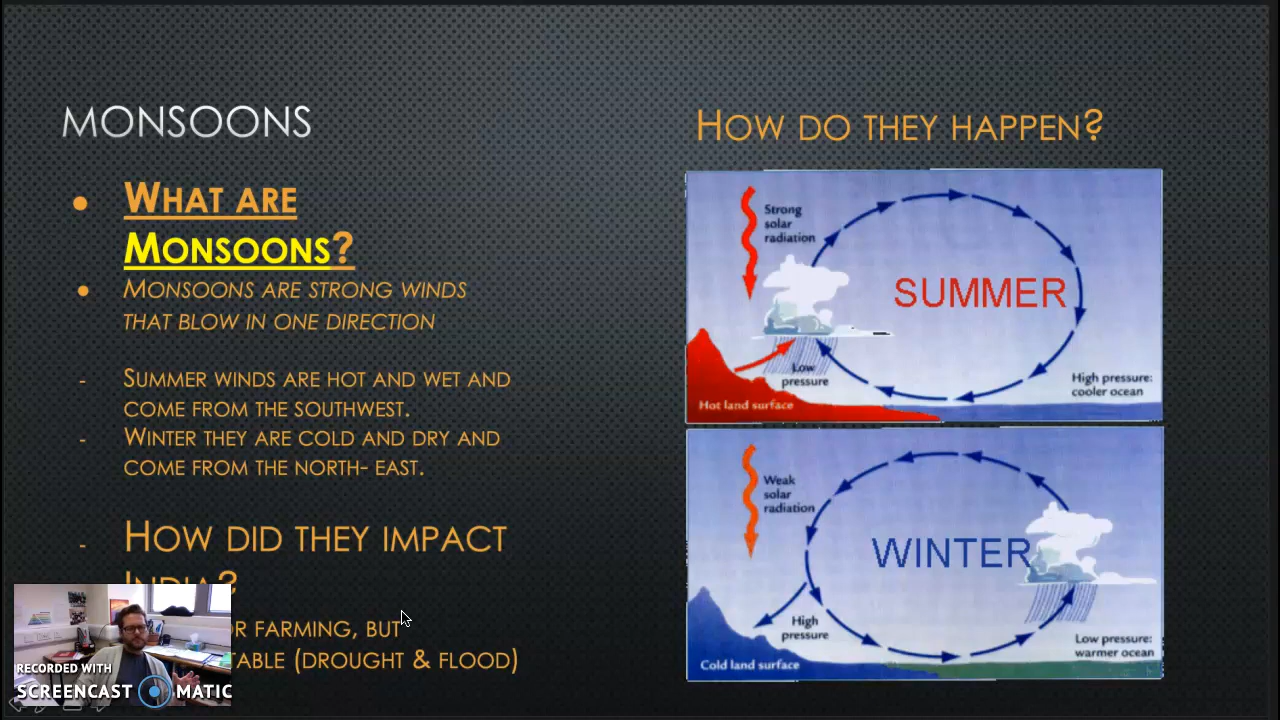 MONSOONS
WHAT ARE
MONSOONS?
MONSOONS ARE STRONG WINDS
THAT BLOW IN ONE DIRECTION
- SUMMER WINDS ARE HOT AND WET AND
COME FROM THE SOUTHWEST.
- WINTER THEY ARE COLD AND DRY AND
COME FROM THE NORTH- EAST.
- HOW DID THEY IMPACT
INDIA?
FARMING, BUT
(DROUGHT & FLOOD)
RECORDED WITH
SCREENCAST MATIC
HOW DO THEY HAPPEN?
Strong
solar
radiation
SUMMER
Low
pressure
High pressure:
cooler ocean
Hot land surface
Weak
solar
radiation
WINTER
High
pressure
Low pressure:
warmer ocean
Cold land surface